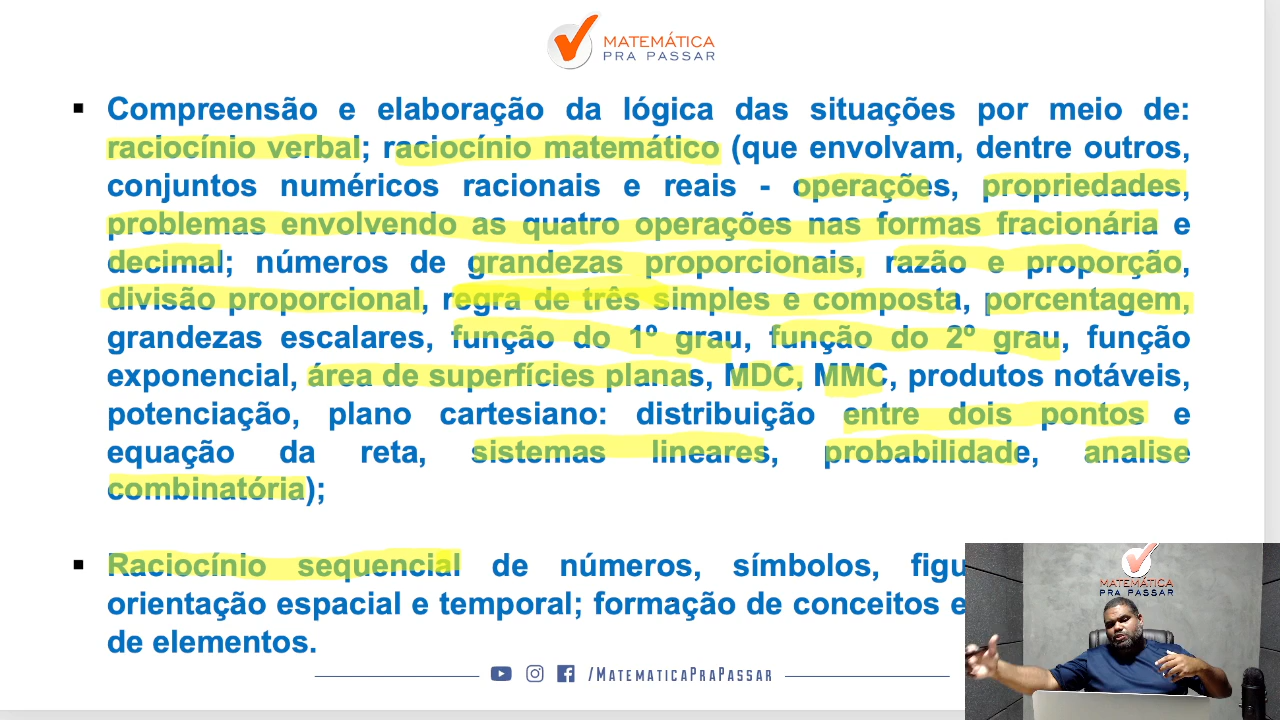 MATEMÁTICA
PRA PASSAR
Compreensão e elaboração da lógica das situações por meio de:
raciocínio verbal; raciocínio matemático (que envolvam, dentre outros,
conjuntos numéricos racionais e reais - operações, propriedades,
problemas envolvendo as quatro operações nas formas fracionária e
decimal; números de grandezas proporcionais, razão e proporção,
divisão proporcional, regra de três simples e composta, porcentagem,
grandezas escalares, função do 1º grau, função do 2º grau, função
exponencial, área de superfícies planas, MDC, MMC, produtos notáveis,
potenciação, plano cartesiano: distribuição entre dois pontos e
equação da reta, sistemas lineares, probabilidade, analise
combinatória);
Raciocínio sequencial de números, símbolos, figu
orientação espacial e temporal; formação de conceitos e
de elementos.
MATEMÁTICA
PRA PASSAR
/MATEMATICAPRAPASSAR